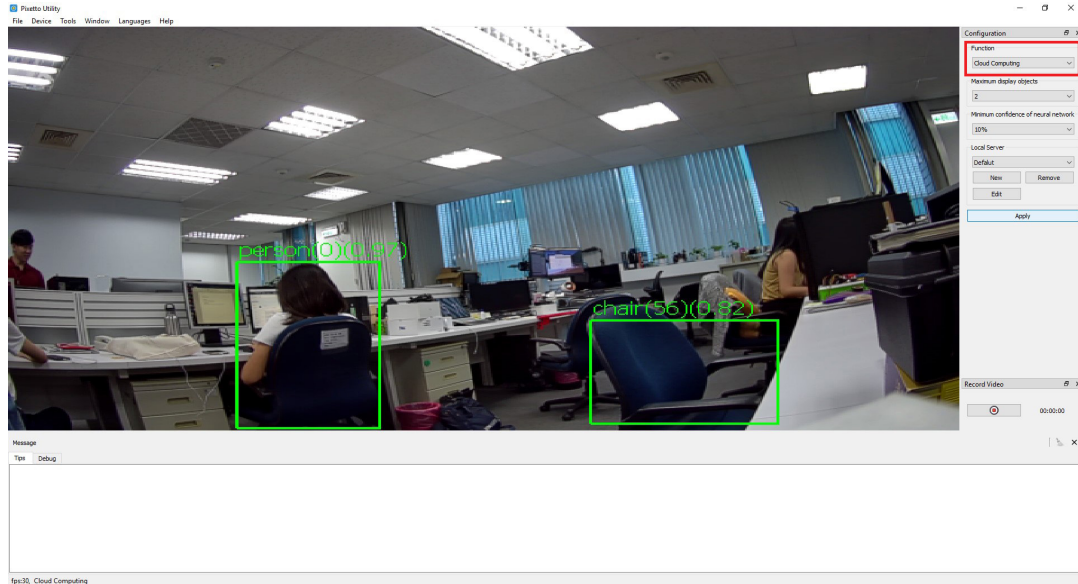 Pixetto Utility
File Device Tools Window Languages Help
Configuration
Function
Cloud Computing
Maximum display objects
2
Minimum confidence of neural network
10%
Local Server
Defalut
New Remove
Edit
Apply
person(0)(0.97)
chair(56)(0.82)
Record Video
00:00:00
Message
Tips Debug
fps:30, Cloud Computing